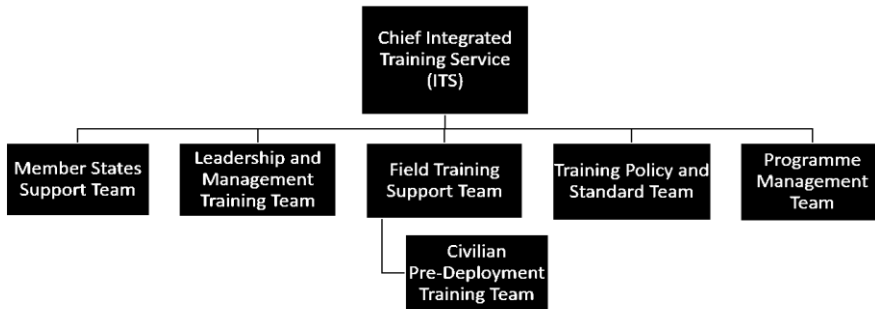 Chief Integrated
Training Service
(ITS)
Member States
Support Team
Leadership and
Management
Training Team
Field Training
Support Team
Training Policy and
Standard Team
Programme
Management
Team
Civilian
Pre-Deployment
Training Team